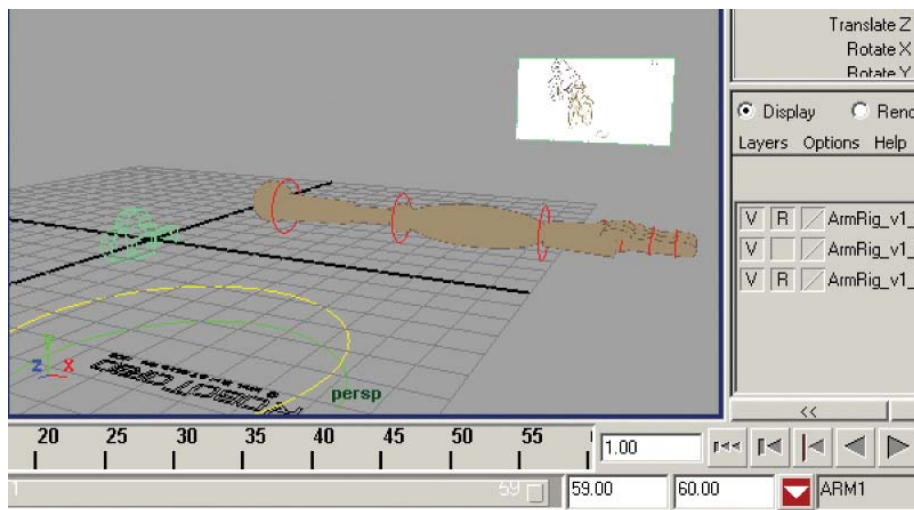 Translate Z
Rotate X
Rotate Y
Display Rend
Layers Options Help
V R ArmRig_v1_
V ArmRig_v1_
V R ArmRig_v1_
Z Y X
persp
<<
20 25 30 35 40 45 50 55
1.00
1 59
59.00 60.00 ARM1